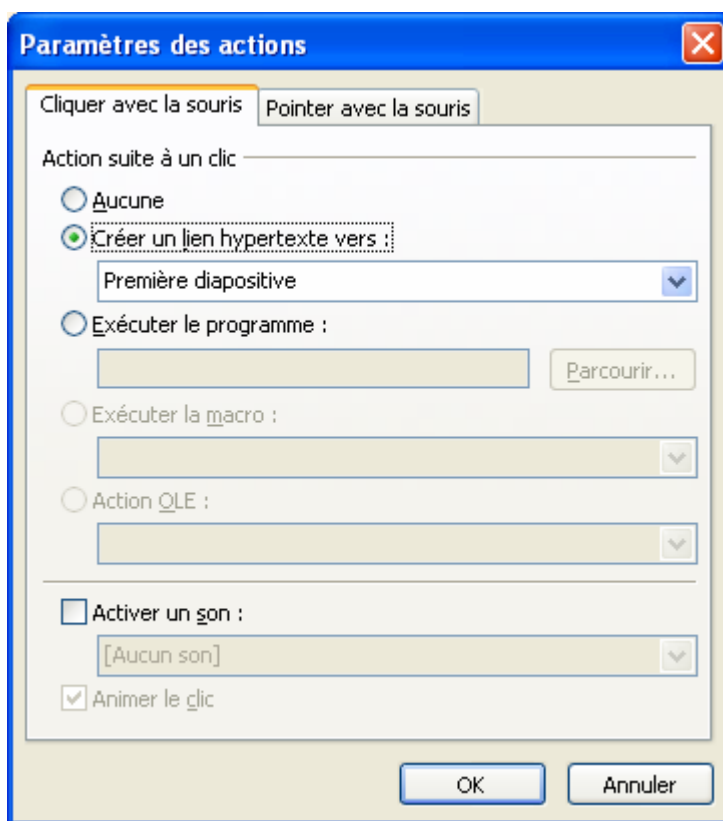 Paramètres des actions
Cliquer avec la souris
Pointer avec la souris
Action suite à un clic
Aucune
Créer un lien hypertexte vers :
Première diapositive
Exécuter le programme :
Parcourir...
Exécuter la macro :
Action OLE :
Activer un son :
[Aucun son]
Animer le clic
OK
Annuler